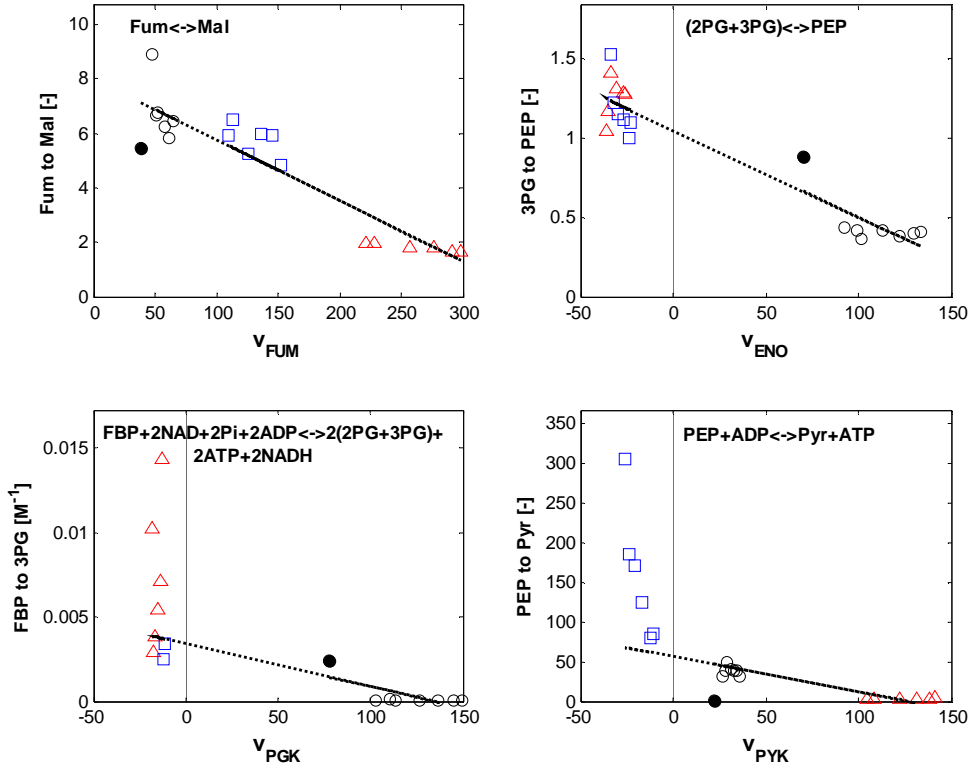 Fum<->Mal
10
8
6
4
2
0
Fum to Mal [-]
0 50 100 150 200 250 300
v_FUM
(2PG+3PG)<->PEP
1.5
1
0.5
0
3PG to PEP [-]
-50 0 50 100 150
v_ENO
FBP+2NAD+2Pi+2ADP<->2(2PG+3PG)+
2ATP+2NADH
0.015
0.01
0.005
0
FBP to 3PG [M^-1]
-50 0 50 100 150
v_PGK
PEP+ADP<->Pyr+ATP
350
300
250
200
150
100
50
0
PEP to Pyr [-]
-50 0 50 100 150
v_PYK